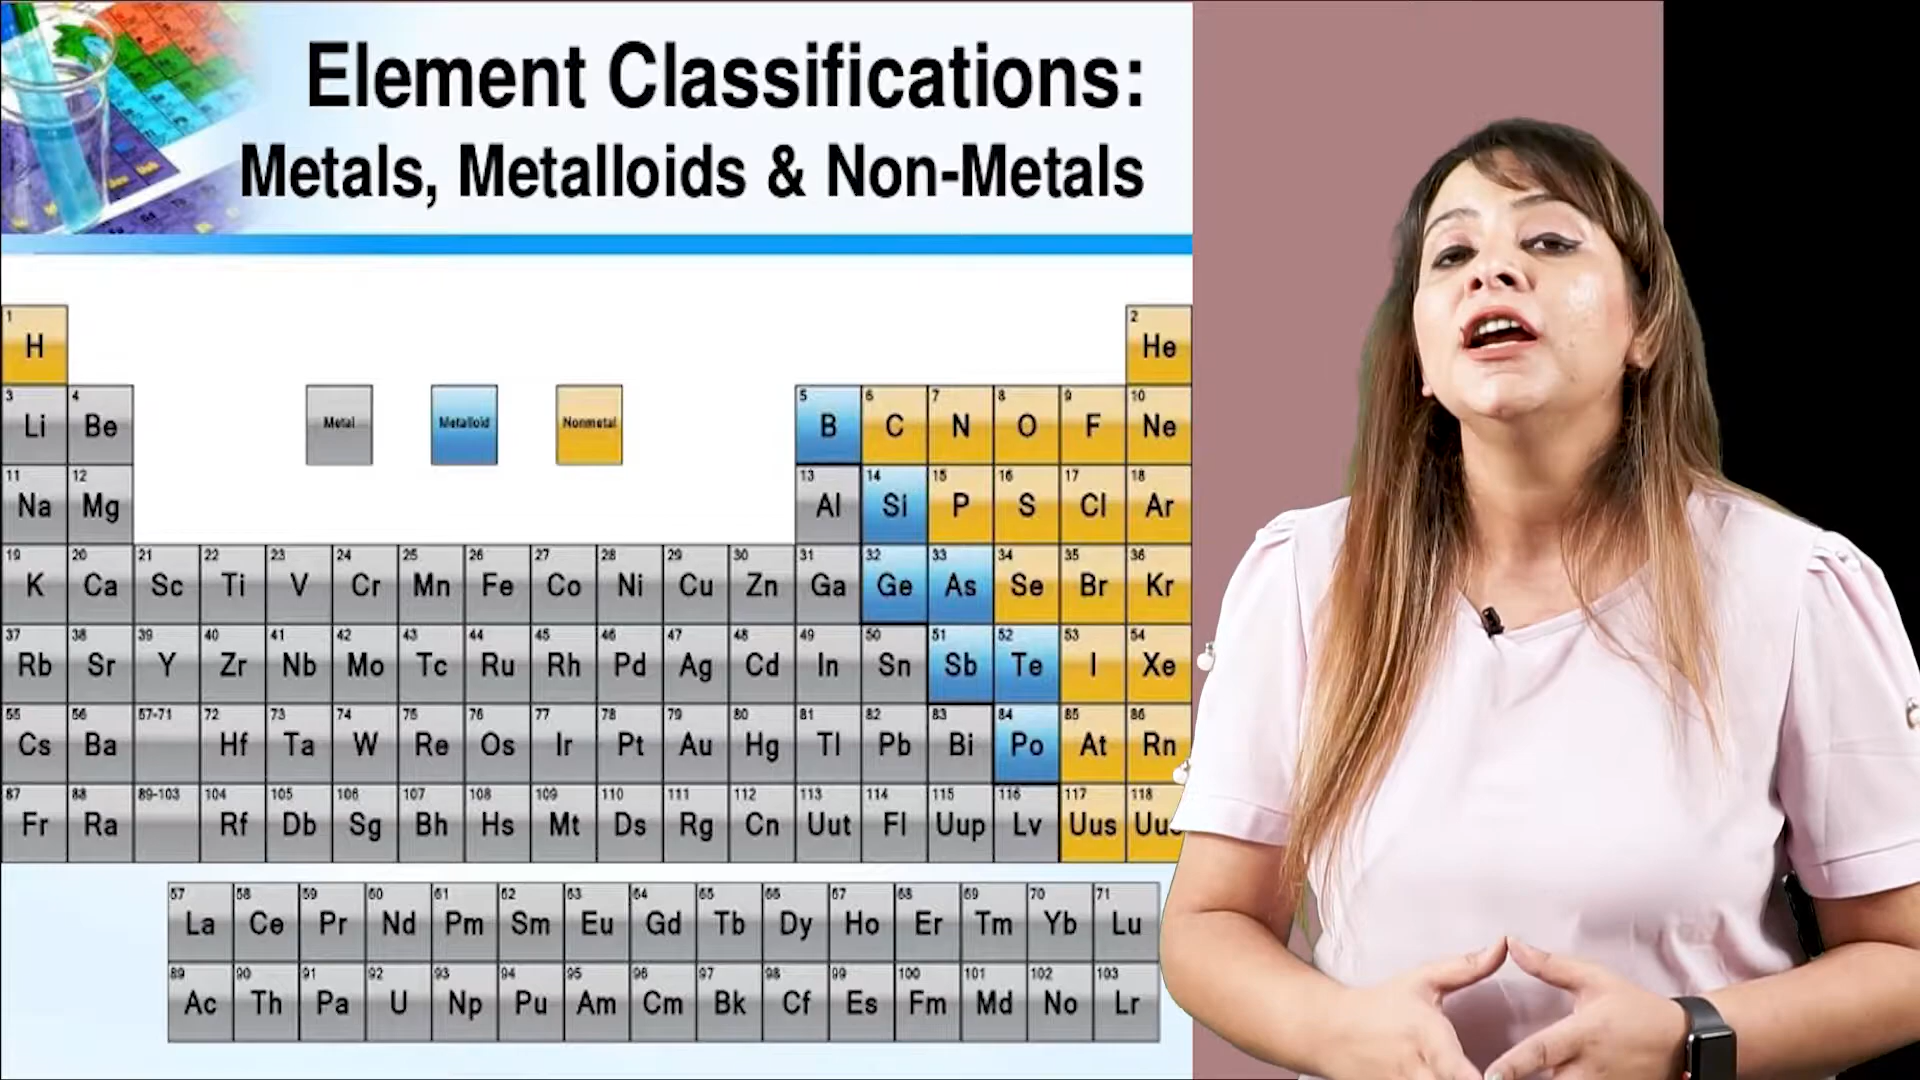 Element Classifications:
Metals, Metalloids & Non-Metals
1 2
H He
3 4 5 6 7 8 9 10
Li Be Metal Metalloid Nonmetal B C N O F Ne
11 12 13 14 15 16 17 18
Na Mg Al Si P S Cl Ar
19 20 21 22 23 24 25 26 27 28 29 30 31 32 33 34 35 36
K Ca Sc Ti V Cr Mn Fe Co Ni Cu Zn Ga Ge As Se Br Kr
37 38 39 40 41 42 43 44 45 46 47 48 49 50 51 52 53 54
Rb Sr Y Zr Nb Mo Tc Ru Rh Pd Ag Cd In Sn Sb Te I Xe
55 56 57-71 72 73 74 75 76 77 78 79 80 81 82 83 84 85 86
Cs Ba Hf Ta W Re Os Ir Pt Au Hg Tl Pb Bi Po At Rn
87 88 89-103 104 105 106 107 108 109 110 111 112 113 114 115 116 117 118
Fr Ra Rf Db Sg Bh Hs Mt Ds Rg Cn Uut Fl Uup Lv Uus
57 58 59 60 61 62 63 64 65 66 67 68 69 70 71
La Ce Pr Nd Pm Sm Eu Gd Tb Dy Ho Er Tm Yb Lu
89 90 91 92 93 94 95 96 97 98 99 100 101 102 103
Ac Th Pa U Np Pu Am Cm Bk Cf Es Fm Md No Lr